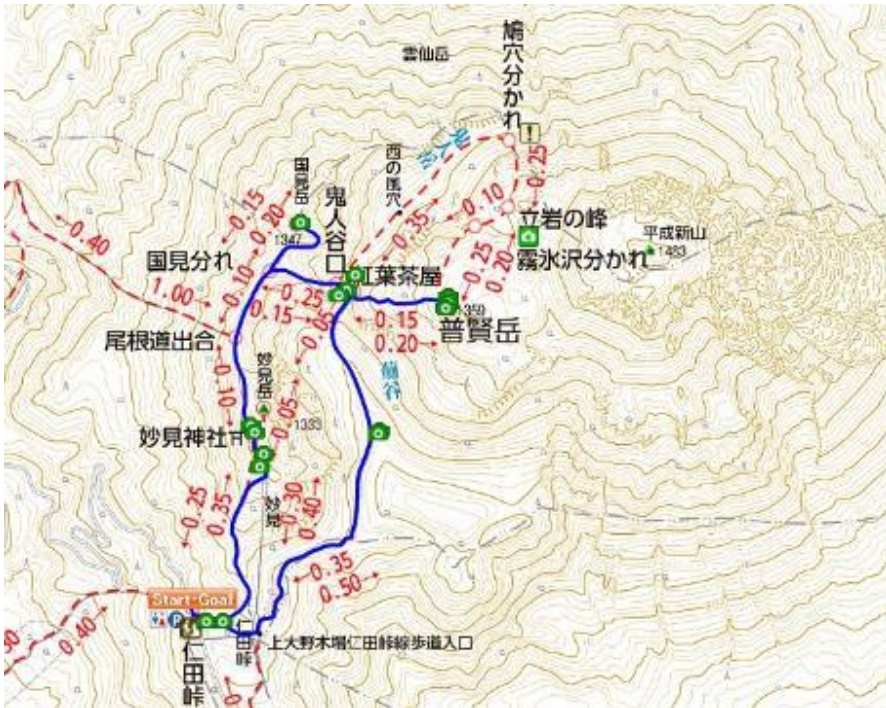 雲仙岳
鳩穴分かれ
西の風穴
国見岳
1347
鬼人谷口
0.15
0.20
0.35
0.10
0.25
立岩の峰
平成新山
1483
霧氷沢分かれ
0.25
0.20
0.40
国見分れ
1.00
0.10
0.25
0.15
紅葉茶屋
普賢岳
0.15
0.20
0.05
尾根道出合
0.10
妙見岳
1333
0.05
妙見神社
0.25
0.35
妙見
0.30
0.40
0.35
0.50
Start・Goal
P
0.40
仁田峠
仁田峠
上大野木場仁田峠線歩道入口